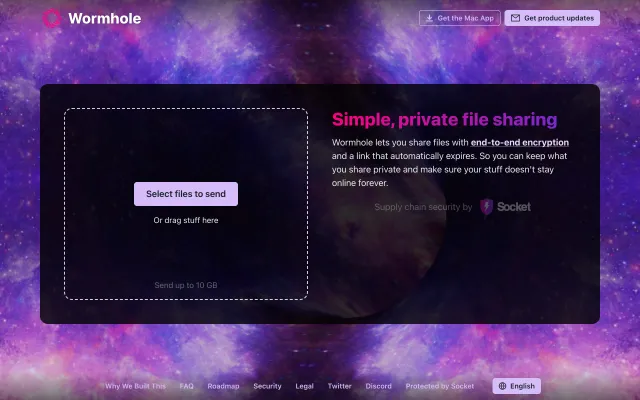 Wormhole
Get the Mac App
Get product updates
Select files to send
Or drag stuff here
Send up to 10 GB
Simple, private file sharing
Wormhole lets you share files with end-to-end encryption
and a link that automatically expires. So you can keep what
you share private and make sure your stuff doesn't stay
online forever.
Supply chain security by Socket
Why We Built This FAQ Roadmap Security Legal Twitter Discord Protected by Socket English